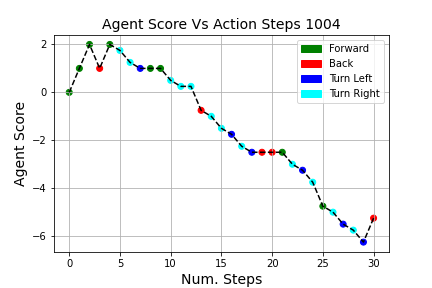 Agent Score Vs Action Steps 1004
Forward
Back
Turn Left
Turn Right
Agent Score
2
0
−2
−4
−6
0 5 10 15 20 25 30
Num. Steps